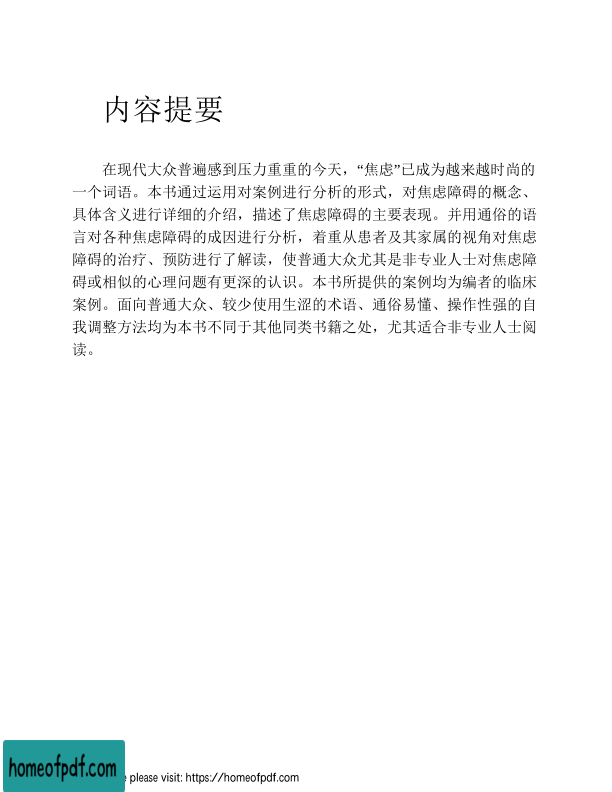 内容提要
在现代大众普遍感到压力重重的今天，“焦虑”已成为越来越时尚的
一个词语。本书通过运用对案例进行分析的形式，对焦虑障碍的概念、
具体含义进行详细的介绍，描述了焦虑障碍的主要表现。并用通俗的语
言对各种焦虑障碍的成因进行分析，着重从患者及其家属的视角对焦虑
障碍的治疗、预防进行了解读，使普通大众尤其是非专业人士对焦虑障
碍或相似的心理问题有更深的认识。本书所提供的案例均为编者的临床
案例。面向普通大众、较少使用生涩的术语、通俗易懂、操作性强的自
我调整方法均为本书不同于其他同类书籍之处，尤其适合非专业人士阅
读。
homeofpdf.com
please visit: https://homeofpdf.com